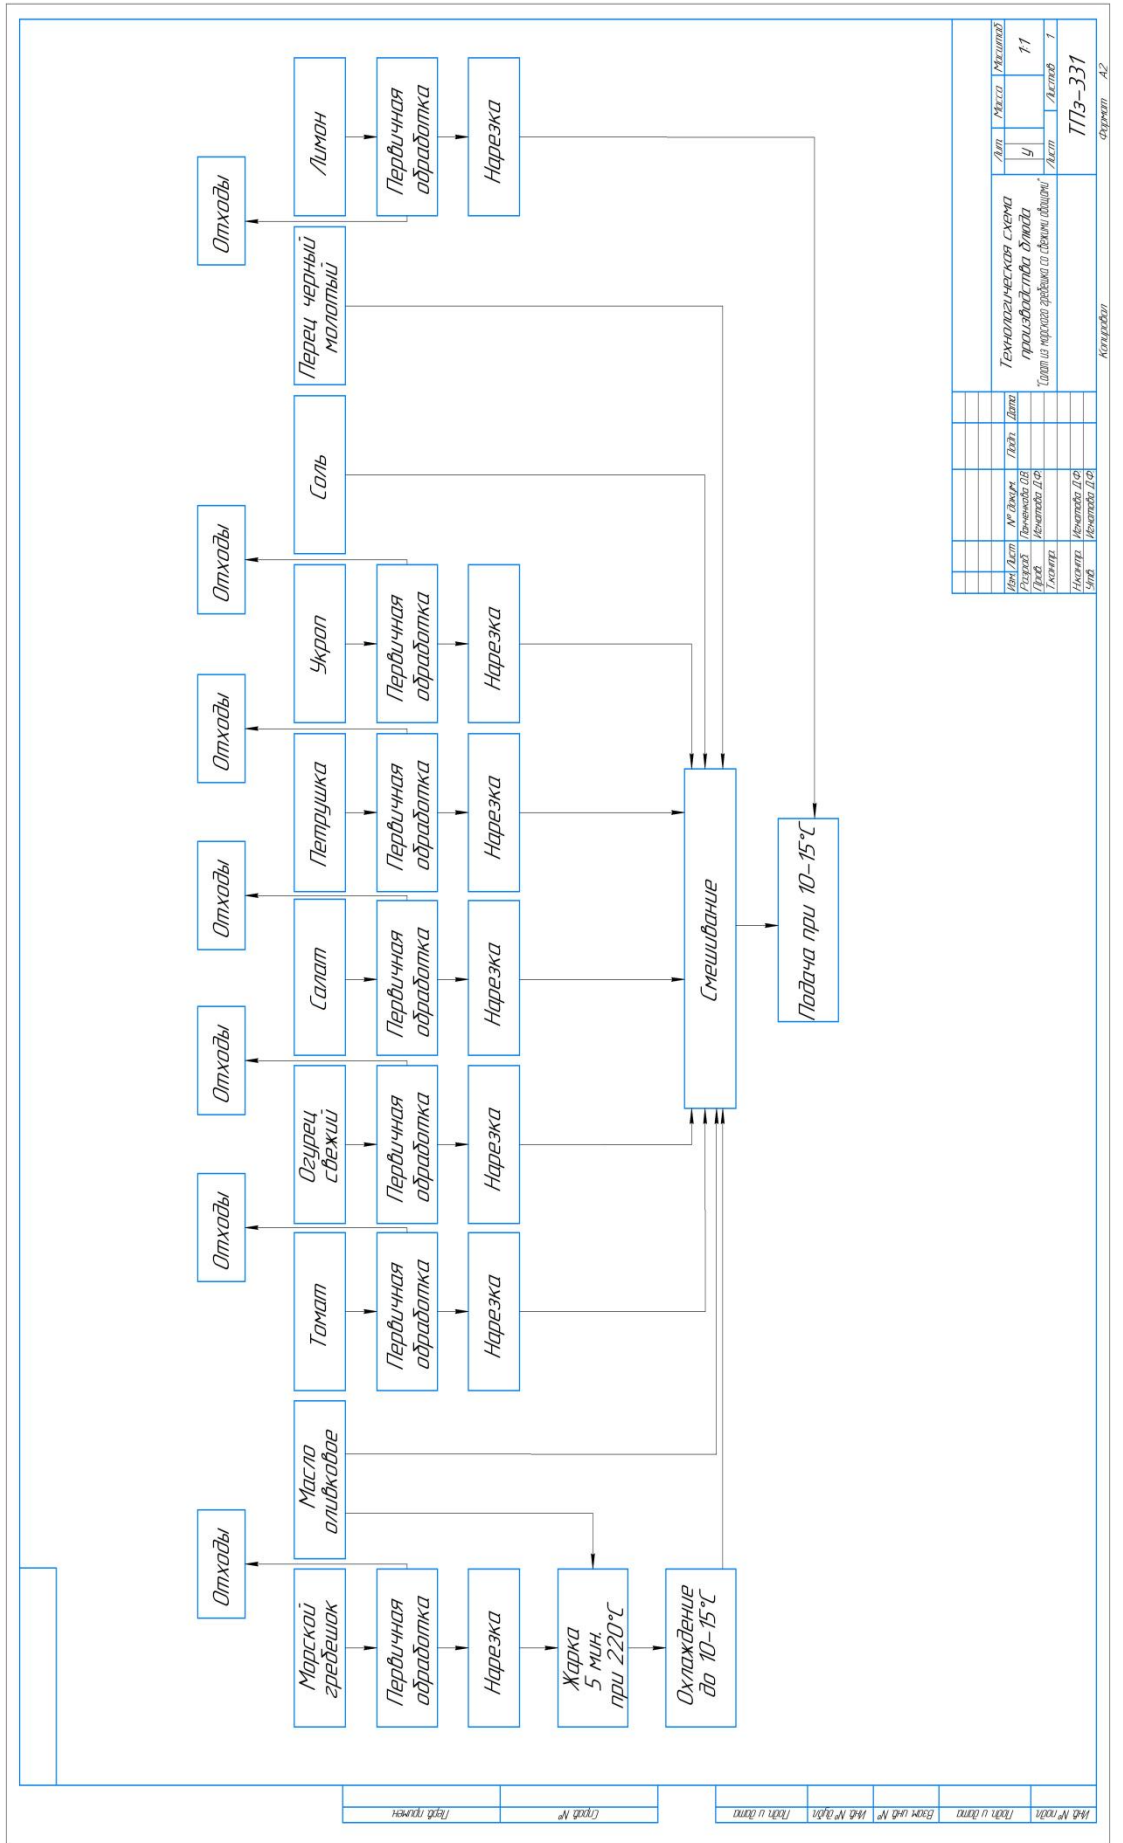 Отходы
Отходы
Отходы
Отходы
Отходы
Отходы
Отходы
Морской
гребешок
Масло
оливковое
Томат
Огурец
свежий
Салат
Петрушка
Укроп
Соль
Перец черный
молотый
Лимон
Первичная
обработка
Первичная
обработка
Первичная
обработка
Первичная
обработка
Первичная
обработка
Первичная
обработка
Первичная
обработка
Нарезка
Нарезка
Нарезка
Нарезка
Нарезка
Нарезка
Нарезка
Жарка
5 мин.
при 220°С
Охлаждение
до 10-15°С
Смешивание
Подача при 10-15°С
Перв. примен.
Справ. №
Подп. и дата
Инв. № дубл.
Взам. инв. №
Подп. и дата
Инв. № подл.
Изм. Лист № докум. Подп. Дата
Разраб. Панченкова О.В.
Пров. Игнатова Д.Ф.
Т.контр.
Н.контр. Игнатова Д.Ф.
Утв. Игнатова Д.Ф.
Технологическая схема
производства блюда
"Салат из морского гребешка со свежими овощами"
Лит. Масса Масштаб
у 1:1
Лист Листов 1
ТПз-331
Копировал Формат А2